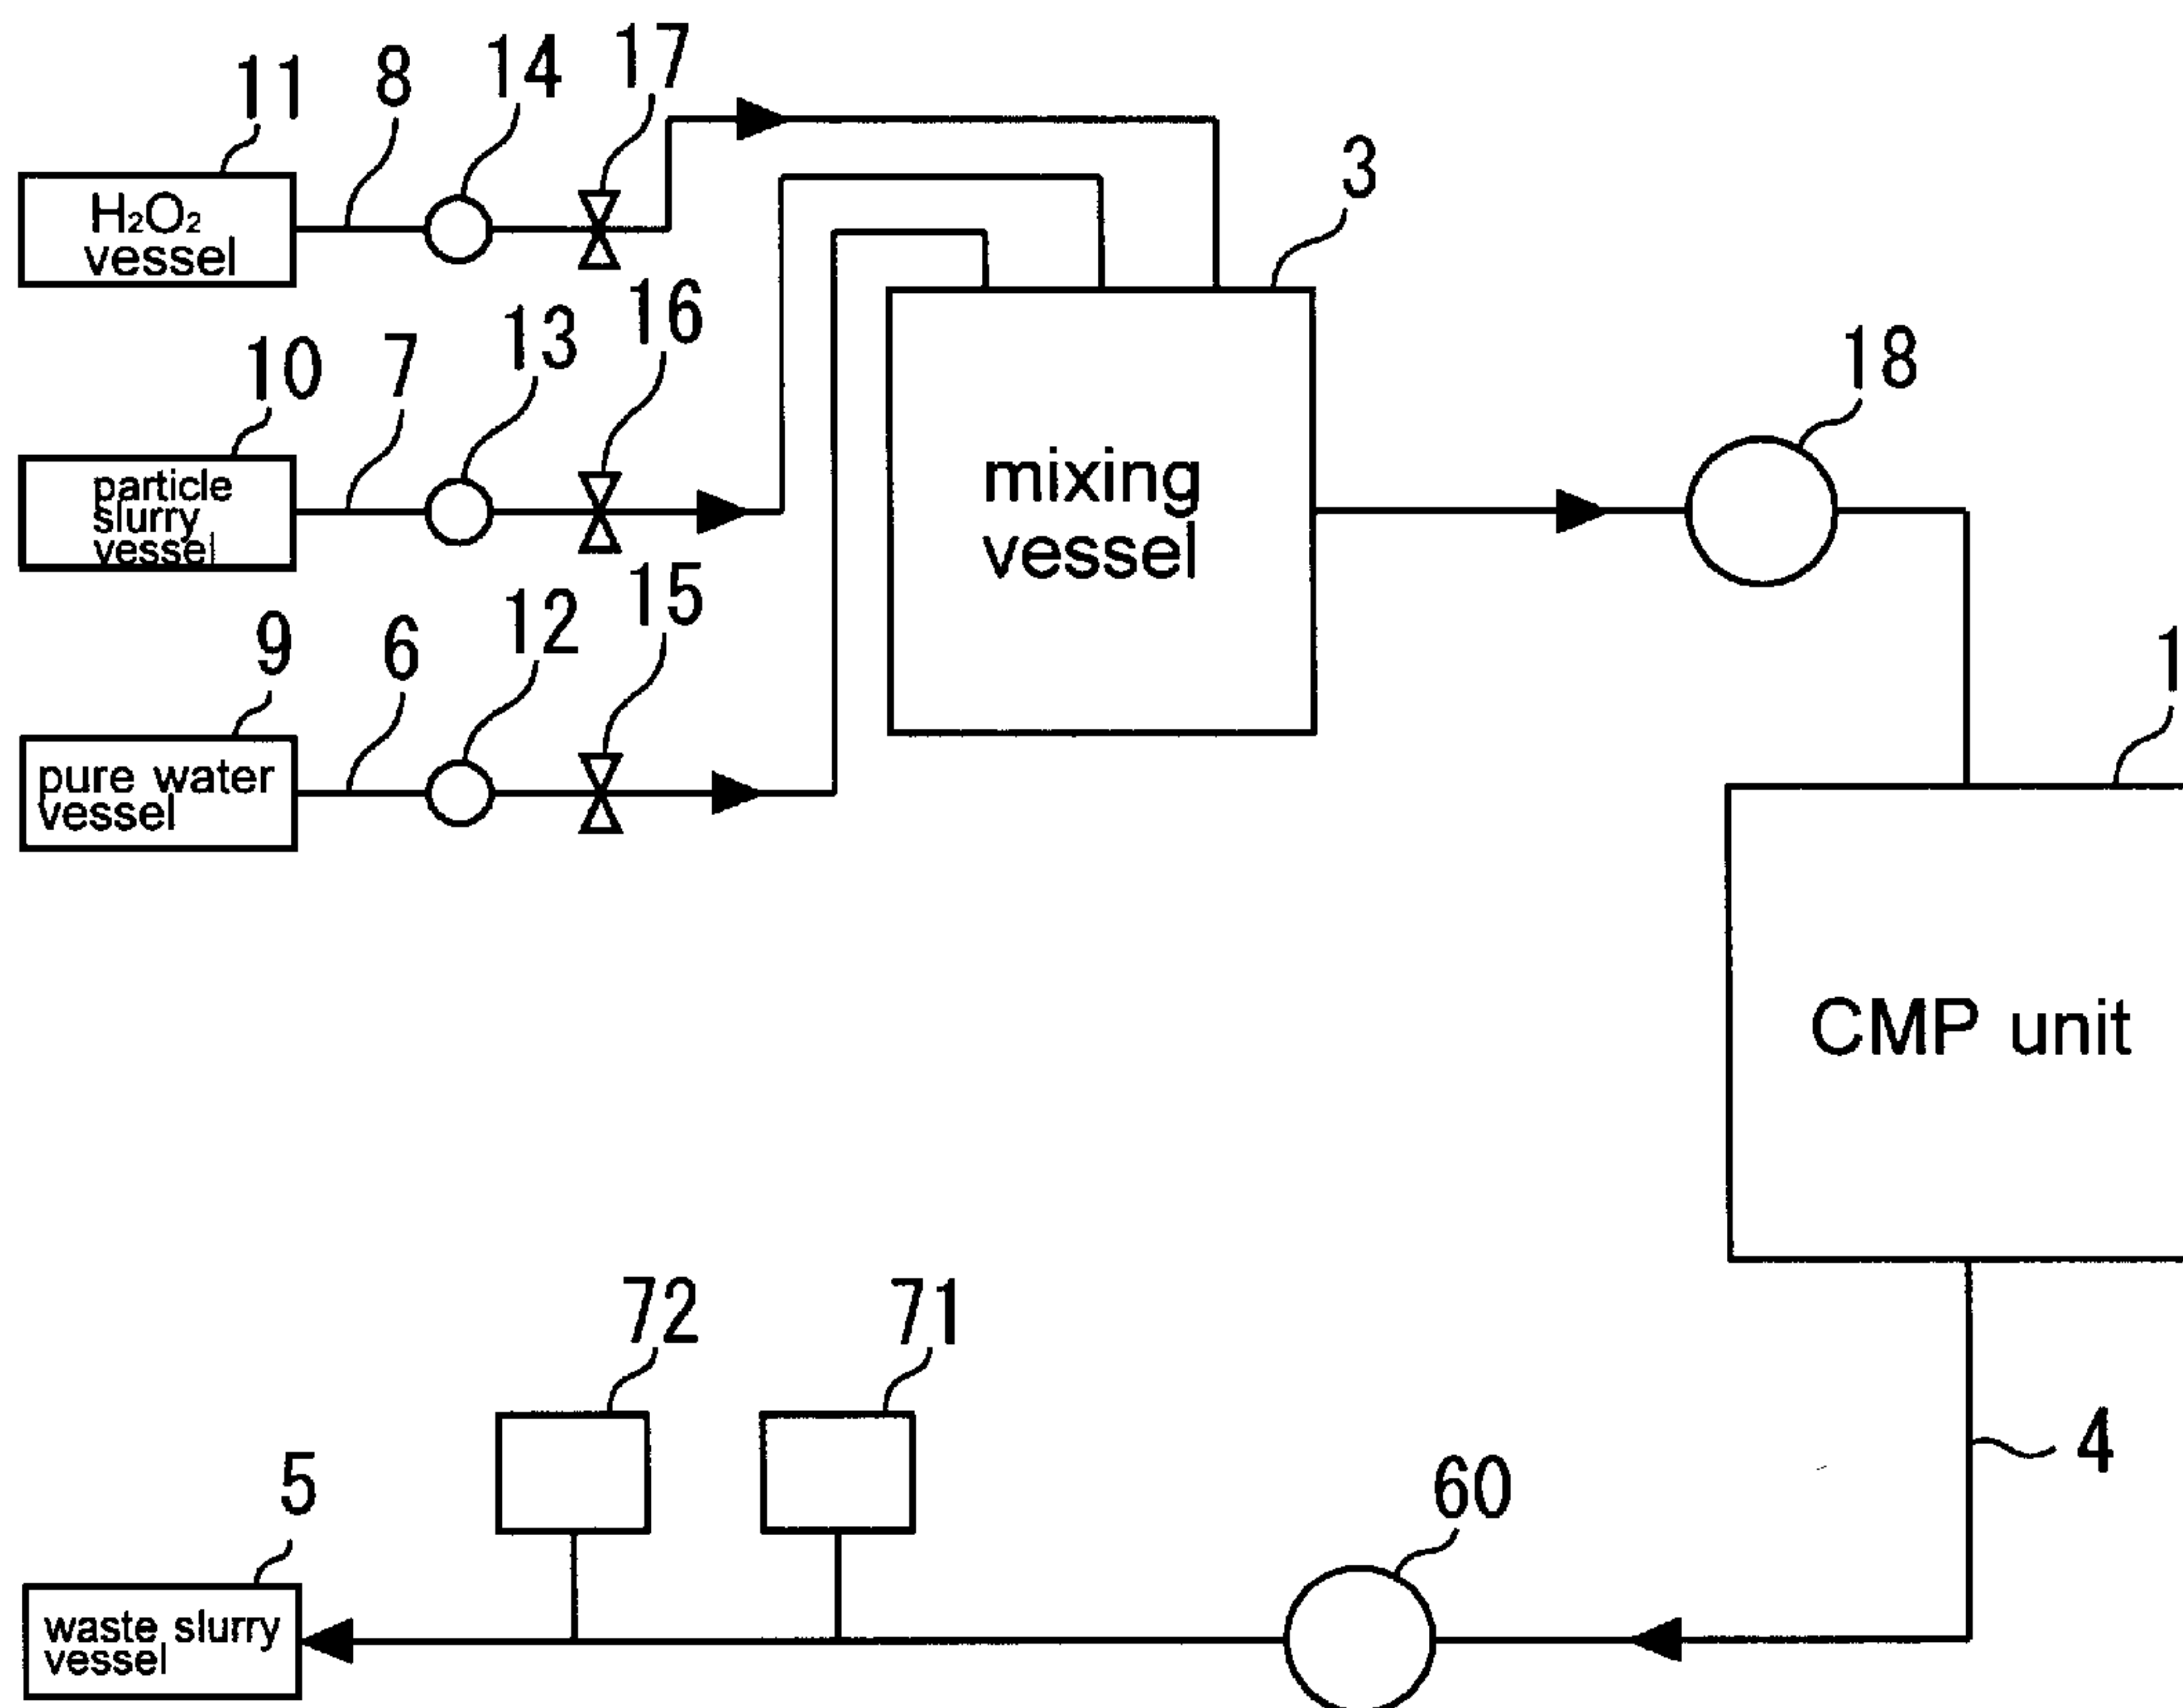 17
14
8
11
3
H₂O₂
vessel
16
13
18
7
10
particle
slurry
vessel
mixing
vessel
15
12
6
9
1
pure water
vessel
CMP unit
72
71
4
5
60
waste slurry
vessel